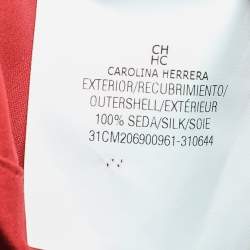 CH
HC
CAROLINA HERRERA
EXTERIOR/RECUBRIMIENTO/
OUTERSHELL/EXTÉRIEUR
100% SEDA/SILK/SOIE
31CM206900961-310644